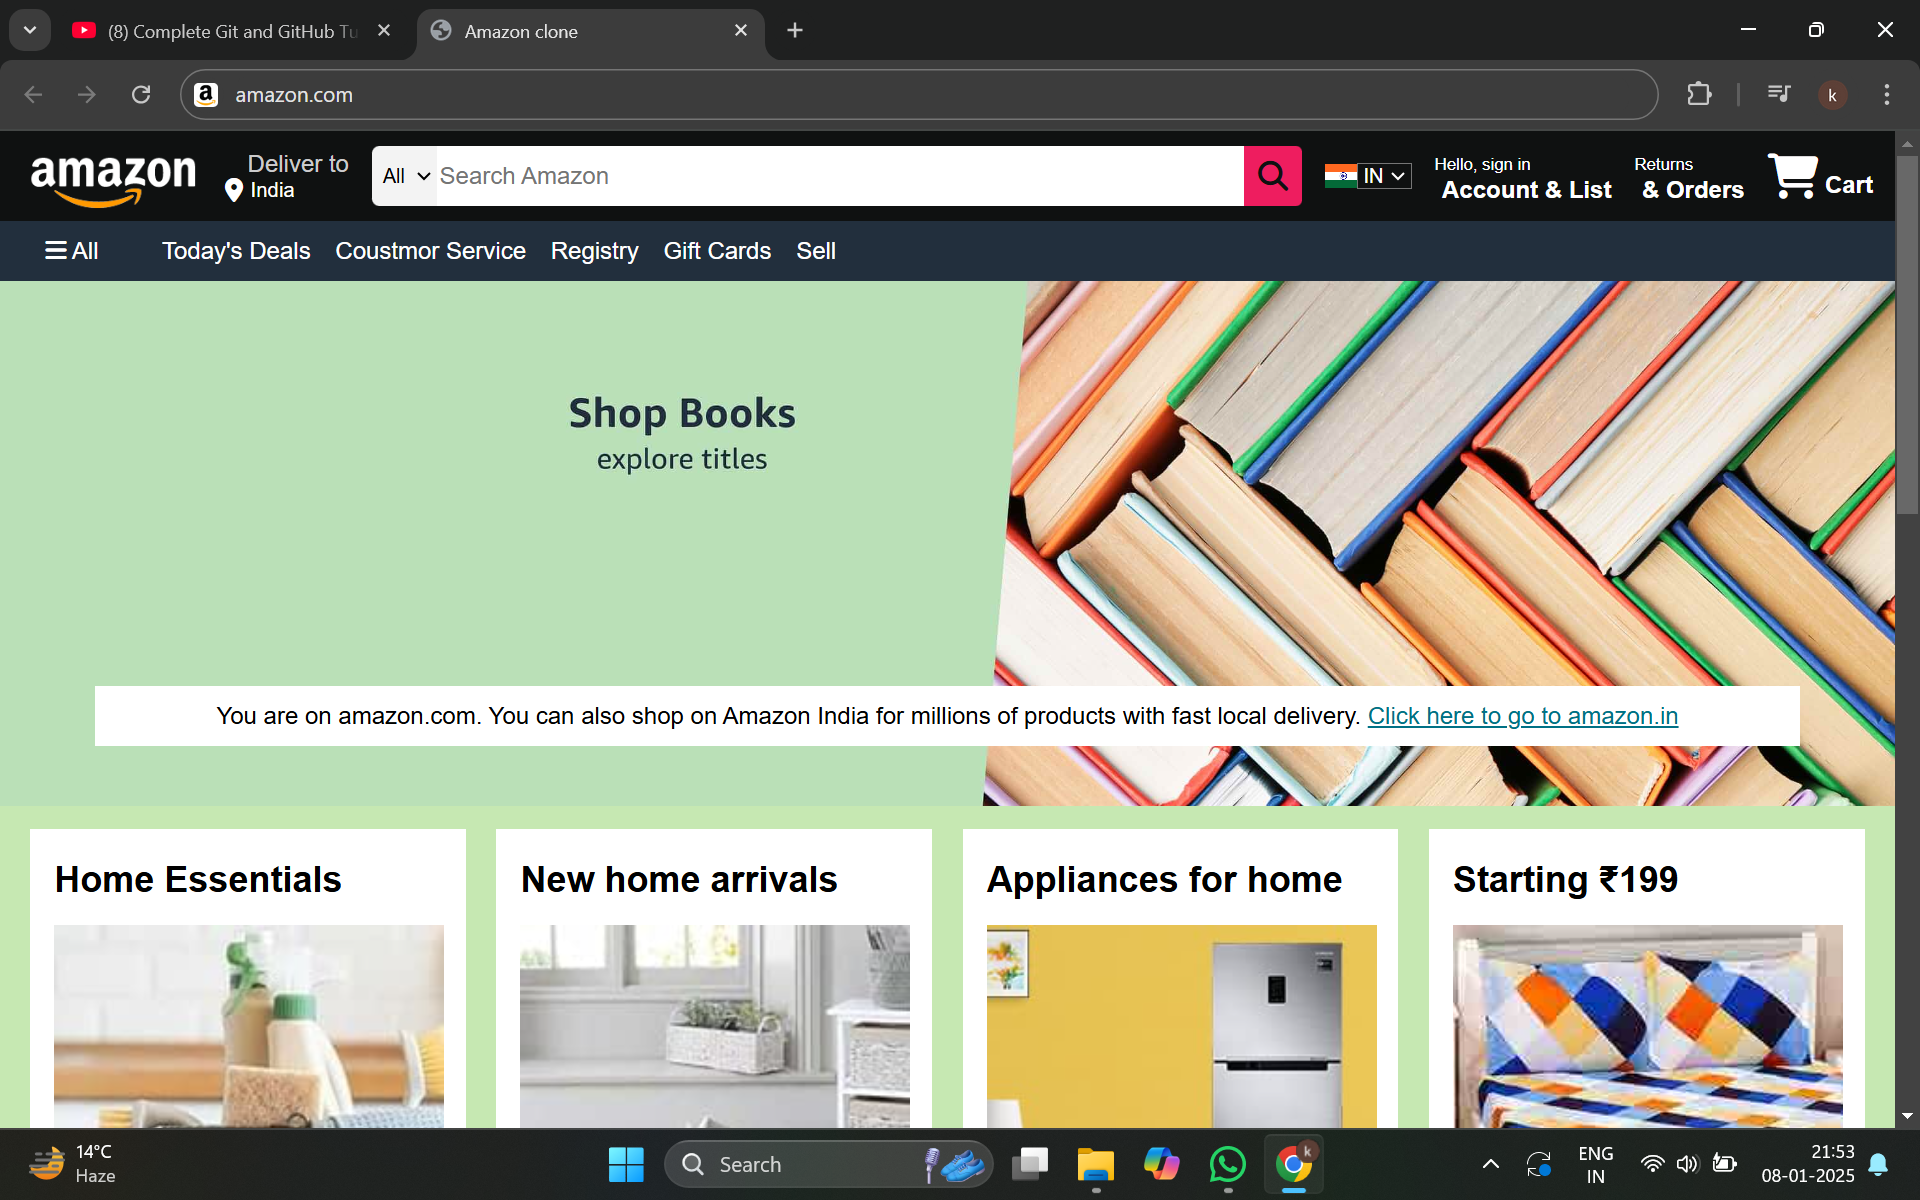 (8) Complete Git and GitHub Tu
Amazon clone
amazon.com
k
amazon
Deliver to
India
All
Search Amazon
IN
Hello, sign in
Account & List
Returns
& Orders
Cart
All
Today's Deals
Coustmor Service
Registry
Gift Cards
Sell
Shop Books
explore titles
You are on amazon.com. You can also shop on Amazon India for millions of products with fast local delivery. Click here to go to amazon.in
Home Essentials
New home arrivals
Appliances for home
Starting ₹199
14°C
Haze
Search
k
ENG
IN
21:53
08-01-2025